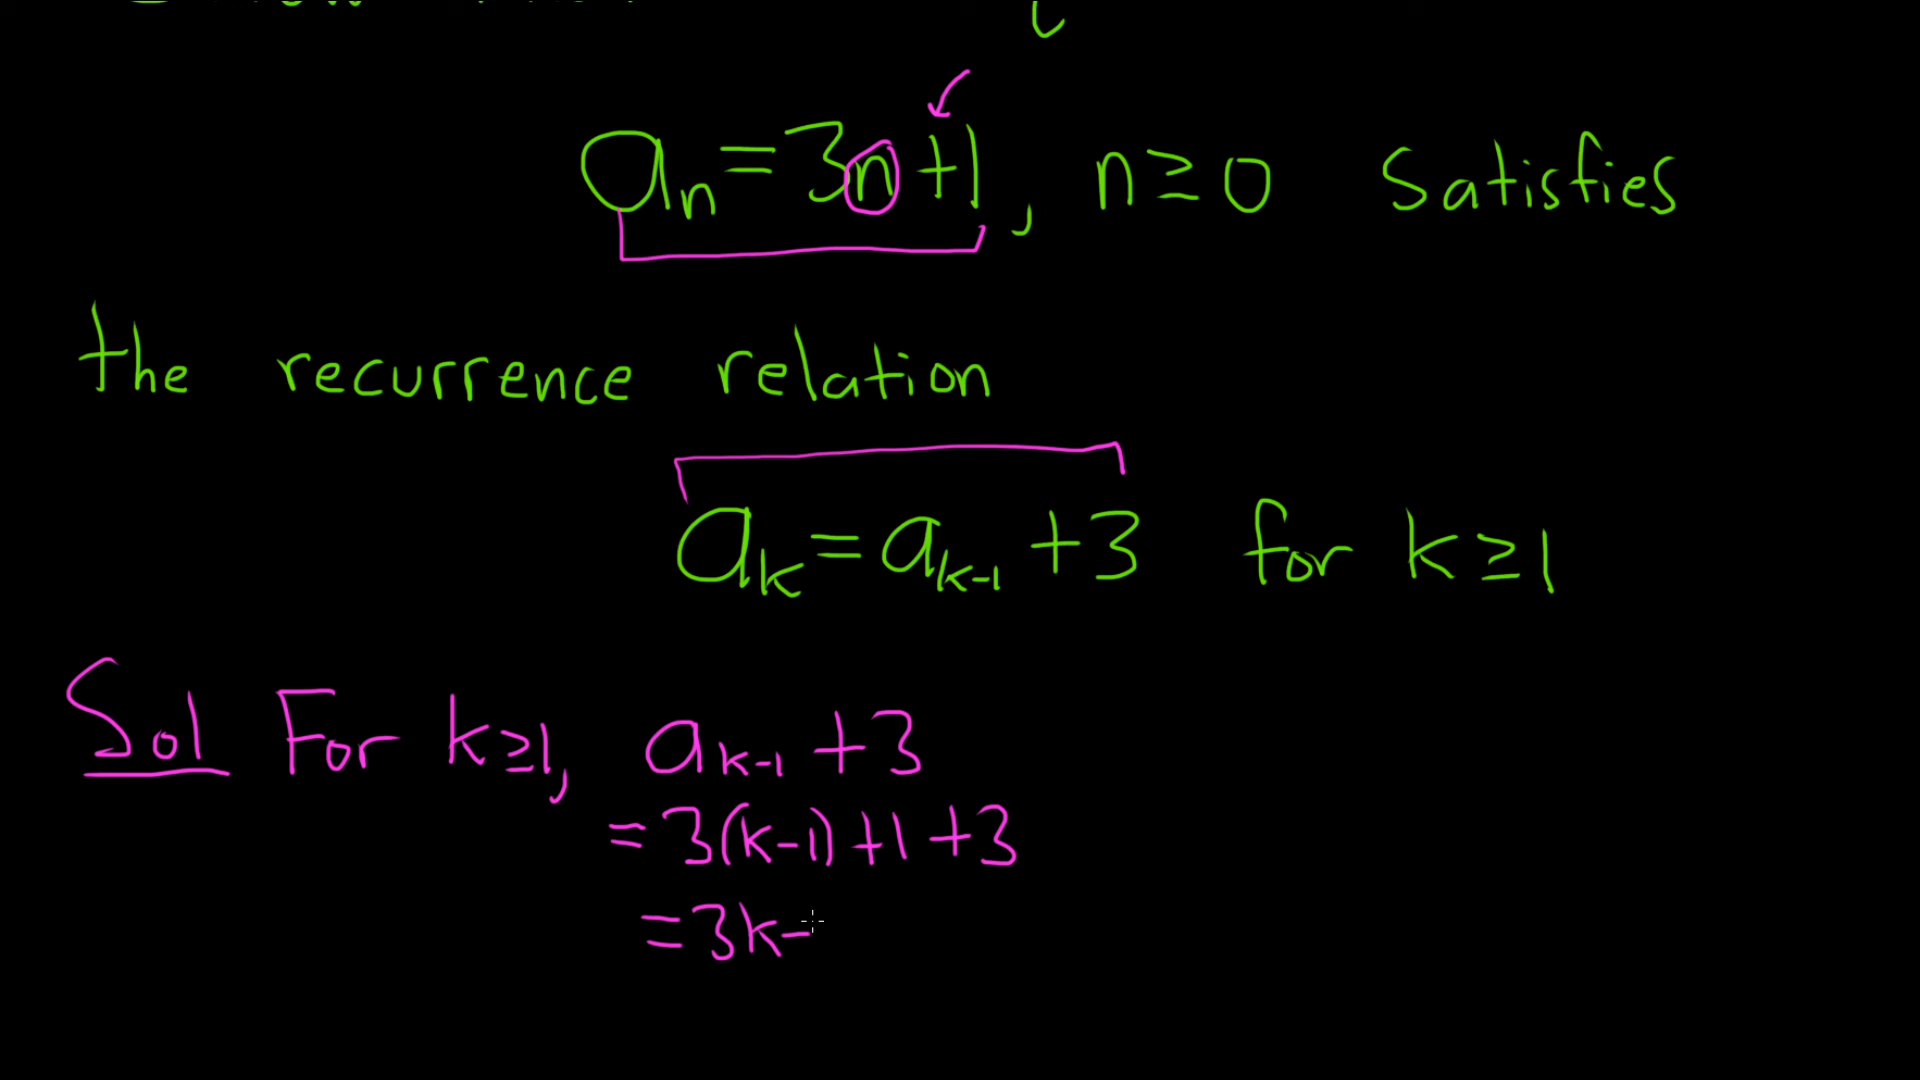 aₙ = 3n + 1, n ≥ 0 Satisfies
the recurrence relation
aₖ = aₖ₋₁ + 3 for k ≥ 1
Sol For k ≥ 1, aₖ₋₁ + 3
= 3(k-1) + 1 + 3
= 3k -